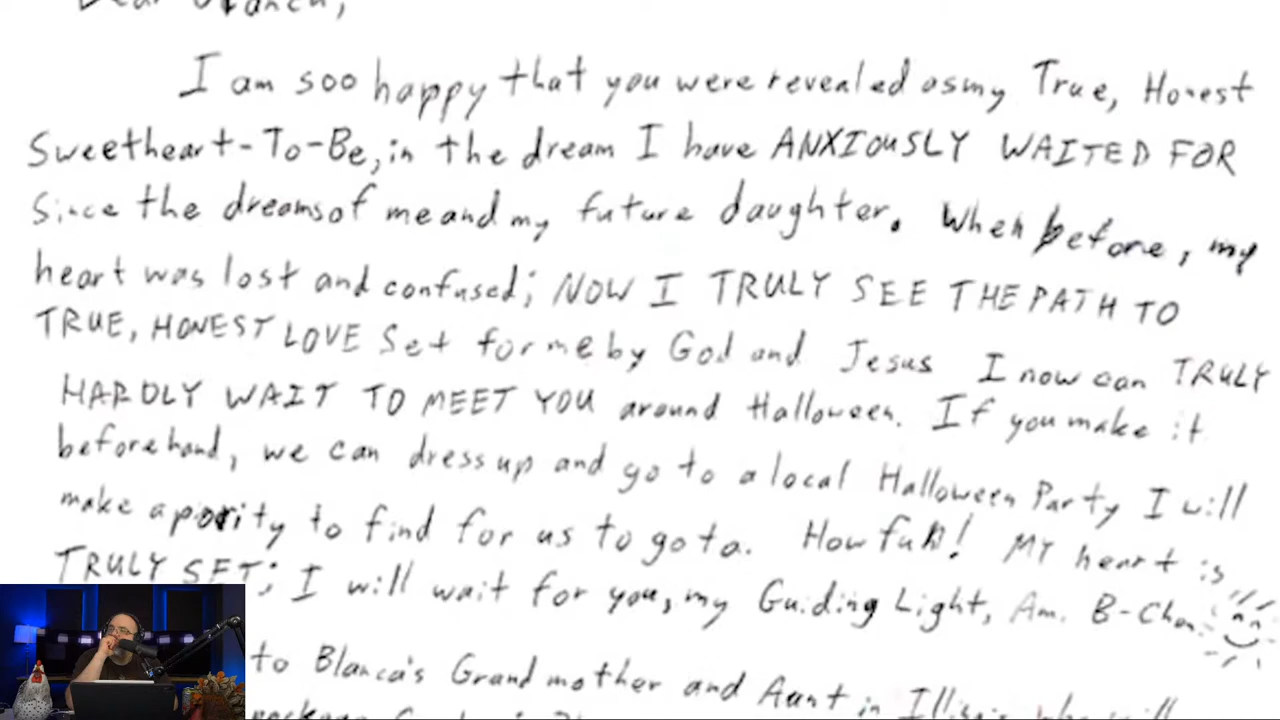 Dear Blanca,
I am soo happy that you were revealed as my True, Honest
Sweetheart-To-Be, in the dream I have ANXIOUSLY WAITED FOR
Since the dreams of me and my future daughter. When before, my
heart was lost and confused; NOW I TRULY SEE THE PATH TO
TRUE, HONEST LOVE Set for me by God and Jesus I now can TRULY
HARDLY WAIT TO MEET YOU around Halloween. If you make it
beforehand, we can dress up and go to a local Halloween Party I will
make a pority to find for us to go to. How fun! MY heart is
TRULY SET; I will wait for you, my Guiding Light, Am. B-Chan.
to Blanca's Grandmother and Aunt in